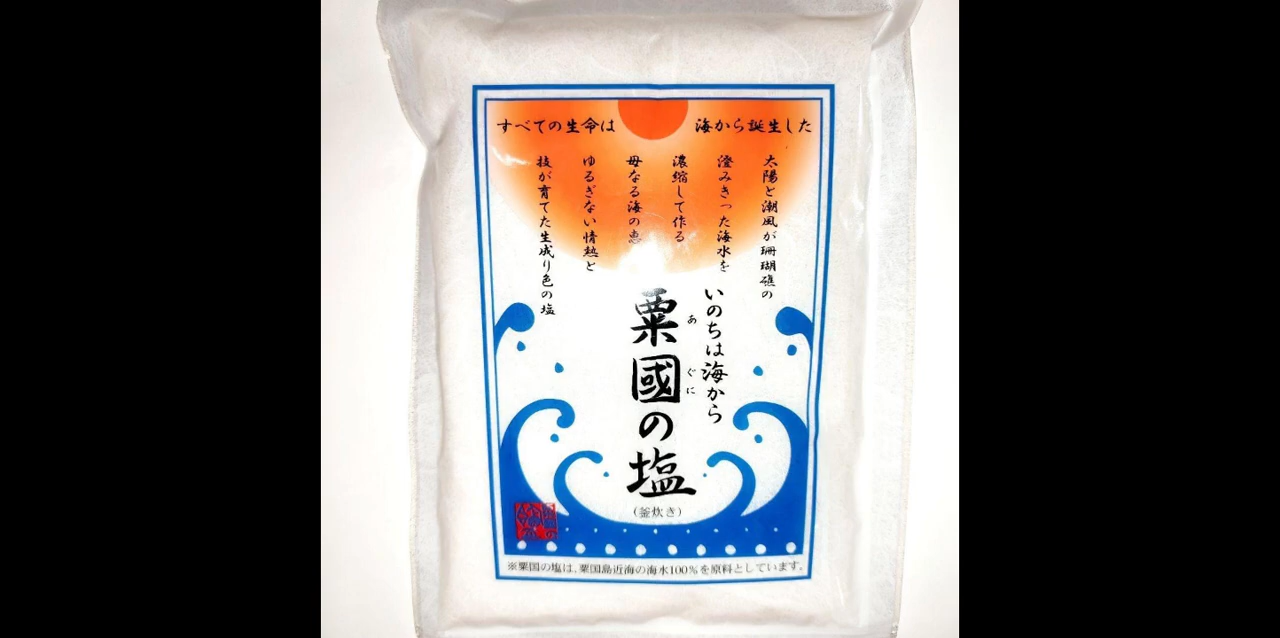 すべての生命は 海から誕生した
太陽と潮風が珊瑚礁の
澄みきった海水を
濃縮して作る
母なる海の恵
ゆるぎない情熱と
技が育てた生成り色の塩
いのちは海から
粟國の塩
あぐに
(釜炊き)
※粟国の塩は、粟国島近海の海水100%を原料としています。